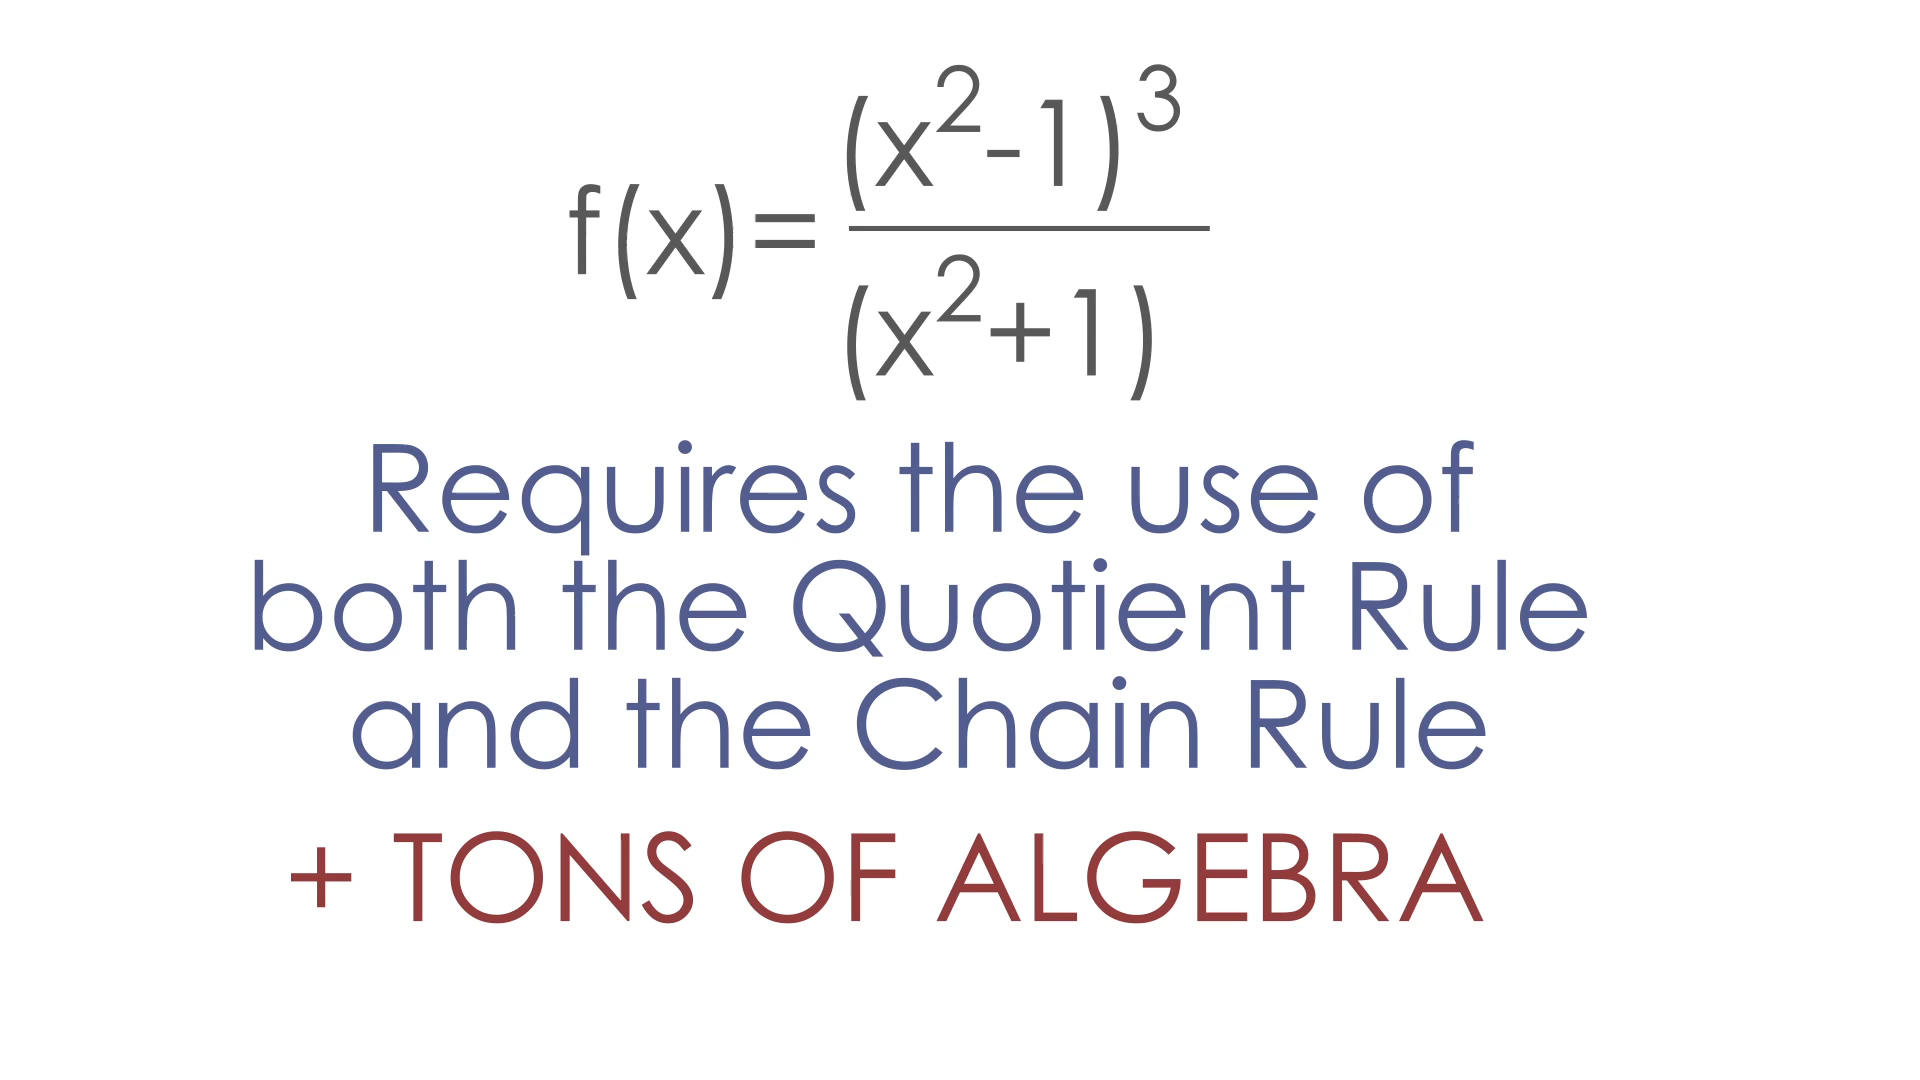 f(x)= (x²-1)³
(x²+1)
Requires the use of
both the Quotient Rule
and the Chain Rule
+ TONS OF ALGEBRA